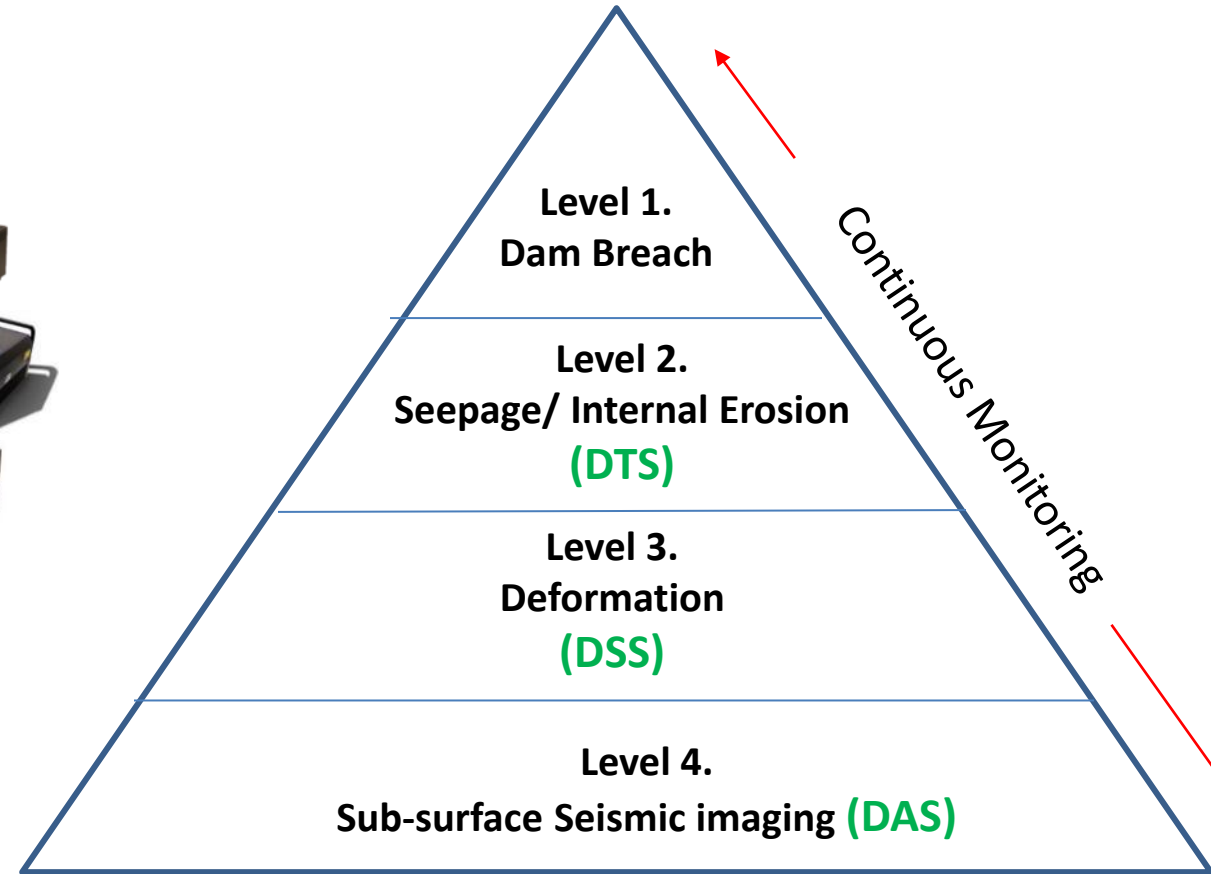 Level 1.
Dam Breach
Level 2.
Seepage/ Internal Erosion
(DTS)
Level 3.
Deformation
(DSS)
Level 4.
Sub-surface Seismic imaging (DAS)
Continuous Monitoring